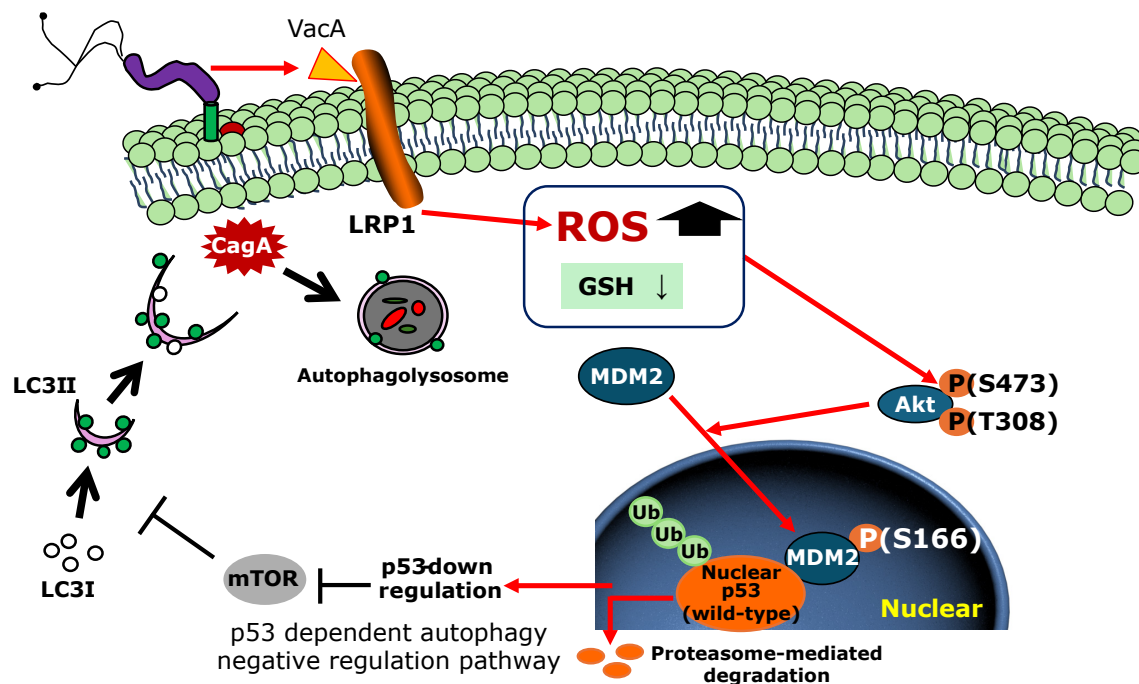 VacA
LRP1
ROS
GSH ↓
CagA
Autophagolysosome
LC3II
LC3I
MDM2
Akt
P(S473)
P(T308)
Ub
Ub
Ub
MDM2
P(S166)
Nuclear
p53
(wild-type)
Nuclear
mTOR
p53-down
regulation
p53 dependent autophagy
negative regulation pathway
Proteasome-mediated
degradation